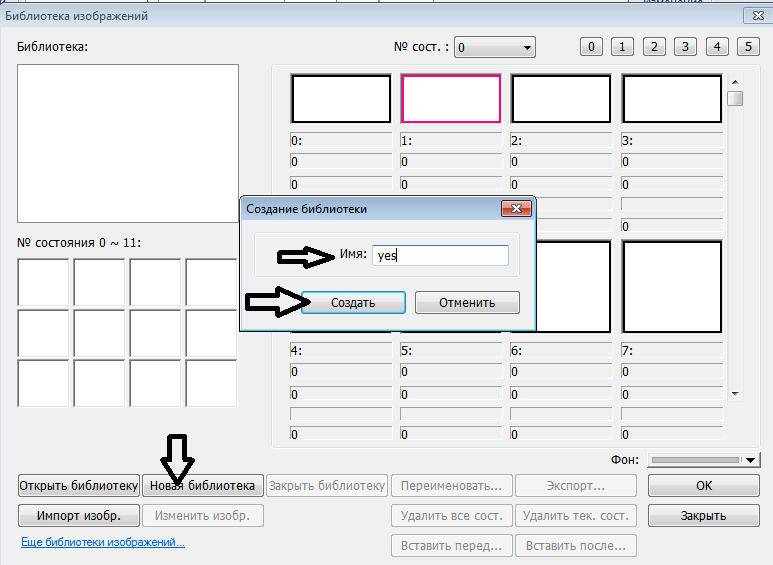 Библиотека изображений
Библиотека:
№ сост. : 0
0 1 2 3 4 5
0: 1: 2: 3:
0 0 0 0
0 0 0 0
0
Создание библиотеки
Имя: yes
Создать Отменить
№ состояния 0 ~ 11:
4: 5: 6: 7:
0 0 0 0
0 0 0 0
0 0 0 0
Фон:
Открыть библиотеку Новая библиотека Закрыть библиотеку Переименовать... Экспорт... OK
Импорт изобр. Изменить изобр. Удалить все сост. Удалить тек. сост. Закрыть
Еще библиотеки изображений... Вставить перед... Вставить после...